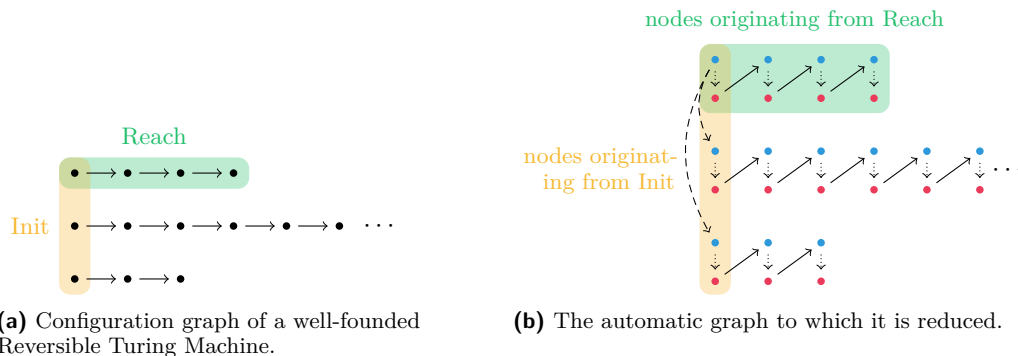 nodes originating from Reach
Reach
nodes originat-
ing from Init
Init
(a) Configuration graph of a well-founded
Reversible Turing Machine.
(b) The automatic graph to which it is reduced.